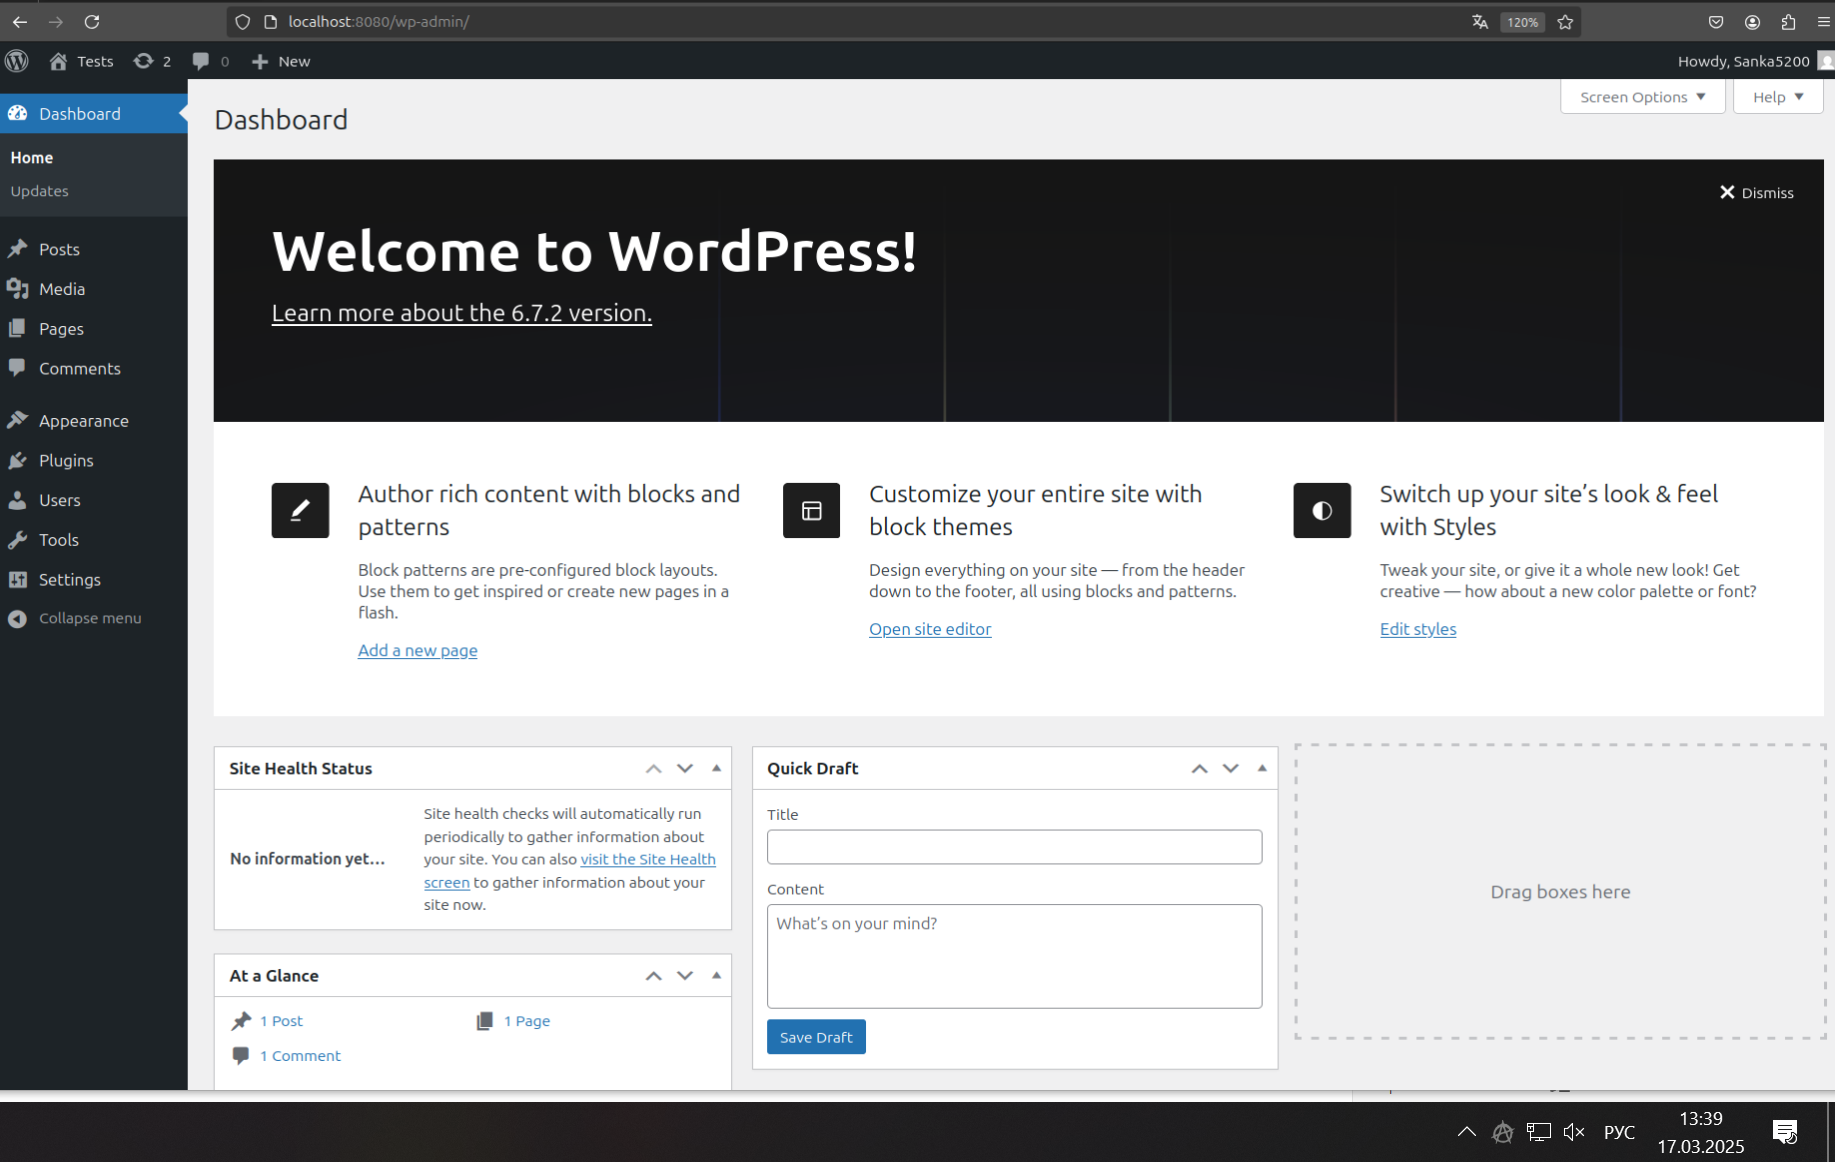 localhost:8080/wp-admin/
120%
Tests
2
0
New
Howdy, Sanka5200
Dashboard
Home
Updates
Posts
Media
Pages
Comments
Appearance
Plugins
Users
Tools
Settings
Collapse menu
Dashboard
Screen Options
Help
Dismiss
Welcome to WordPress!
Learn more about the 6.7.2 version.
Author rich content with blocks and
patterns
Block patterns are pre-configured block layouts.
Use them to get inspired or create new pages in a
flash.
Add a new page
Customize your entire site with
block themes
Design everything on your site — from the header
down to the footer, all using blocks and patterns.
Open site editor
Switch up your site’s look & feel
with Styles
Tweak your site, or give it a whole new look! Get
creative — how about a new color palette or font?
Edit styles
Site Health Status
No information yet…
Site health checks will automatically run
periodically to gather information about
your site. You can also visit the Site Health
screen to gather information about your
site now.
At a Glance
1 Post
1 Page
1 Comment
Quick Draft
Title
Content
What’s on your mind?
Save Draft
Drag boxes here
РУС
13:39
17.03.2025